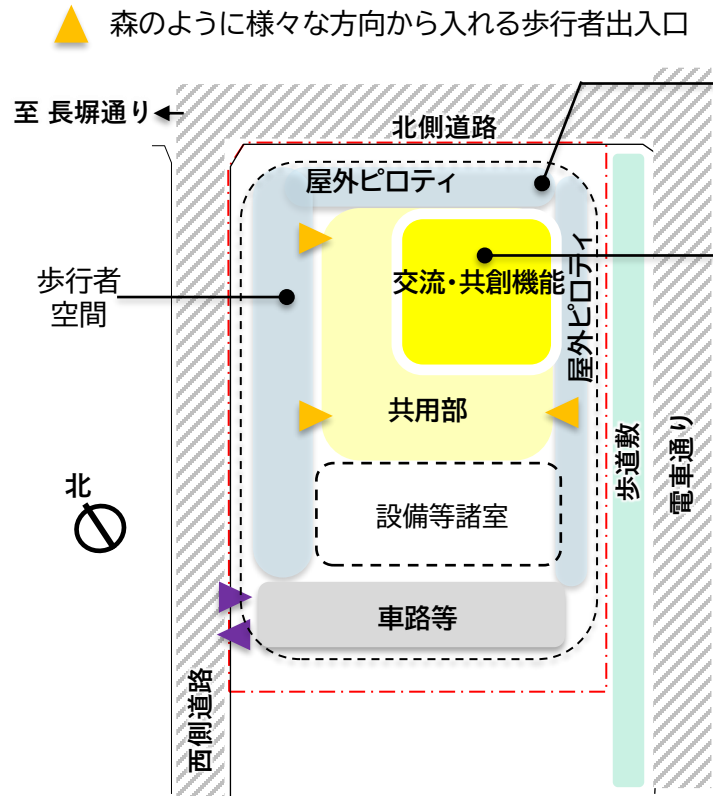 森のように様々な方向から入れる歩行者出入口
至 長塀通り
北側道路
屋外ピロティ
交流・共創機能
屋外ピロティ
歩行者
空間
共用部
歩道敷
電車通り
北
設備等諸室
車路等
西側道路